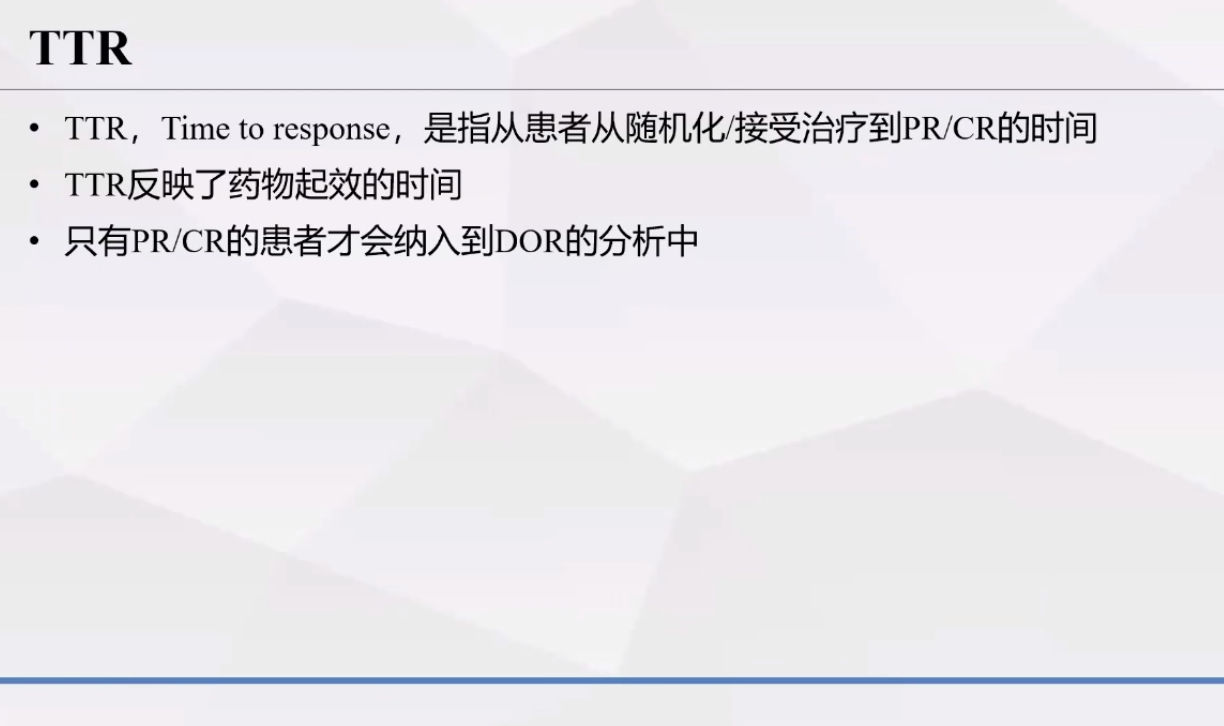 TTR
• TTR，Time to response，是指从患者从随机化/接受治疗到PR/CR的时间
• TTR反映了药物起效的时间
• 只有PR/CR的患者才会纳入到DOR的分析中